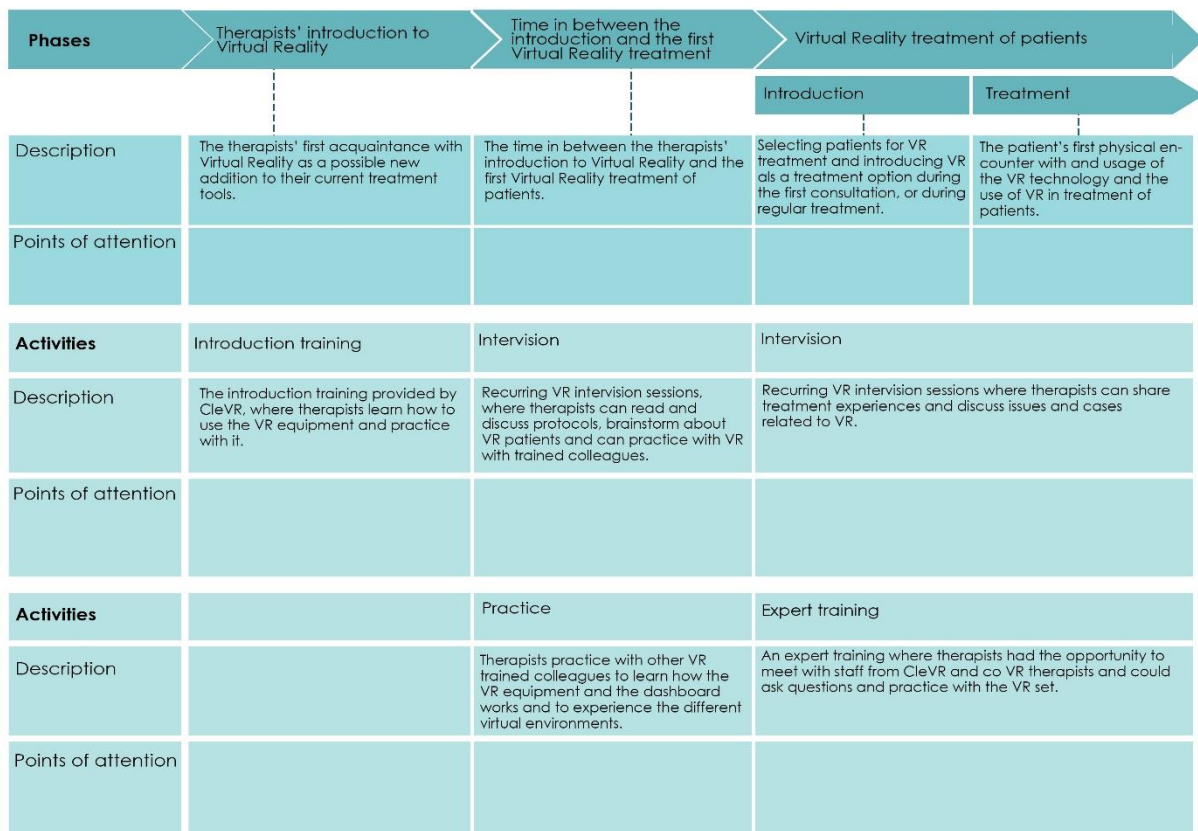 Phases
Therapists' introduction to
Virtual Reality
Time in between the
introduction and the first
Virtual Reality treatment
Virtual Reality treatment of patients
Introduction
Treatment
Description
The therapists' first acquaintance with
Virtual Reality as a possible new
addition to their current treatment
tools.
The time in between the therapists'
introduction to Virtual Reality and the
first Virtual Reality treatment of
patients.
Selecting patients for VR
treatment and introducing VR
als a treatment option during
the first consultation, or during
regular treatment.
The patient's first physical en-
counter with and usage of
the VR technology and the
use of VR in treatment of
patients.
Points of attention
Activities
Introduction training
Intervision
Intervision
Description
The introduction training provided by
CleVR, where therapists learn how to
use the VR equipment and practice
with it.
Recurring VR intervision sessions,
where therapists can read and
discuss protocols, brainstorm about
VR patients and can practice with VR
with trained colleagues.
Recurring VR intervision sessions where therapists can share
treatment experiences and discuss issues and cases
related to VR.
Points of attention
Activities
Practice
Expert training
Description
Therapists practice with other VR
trained colleagues to learn how the
VR equipment and the dashboard
works and to experience the different
virtual environments.
An expert training where therapists had the opportunity to
meet with staff from CleVR and co VR therapists and could
ask questions and practice with the VR set.
Points of attention